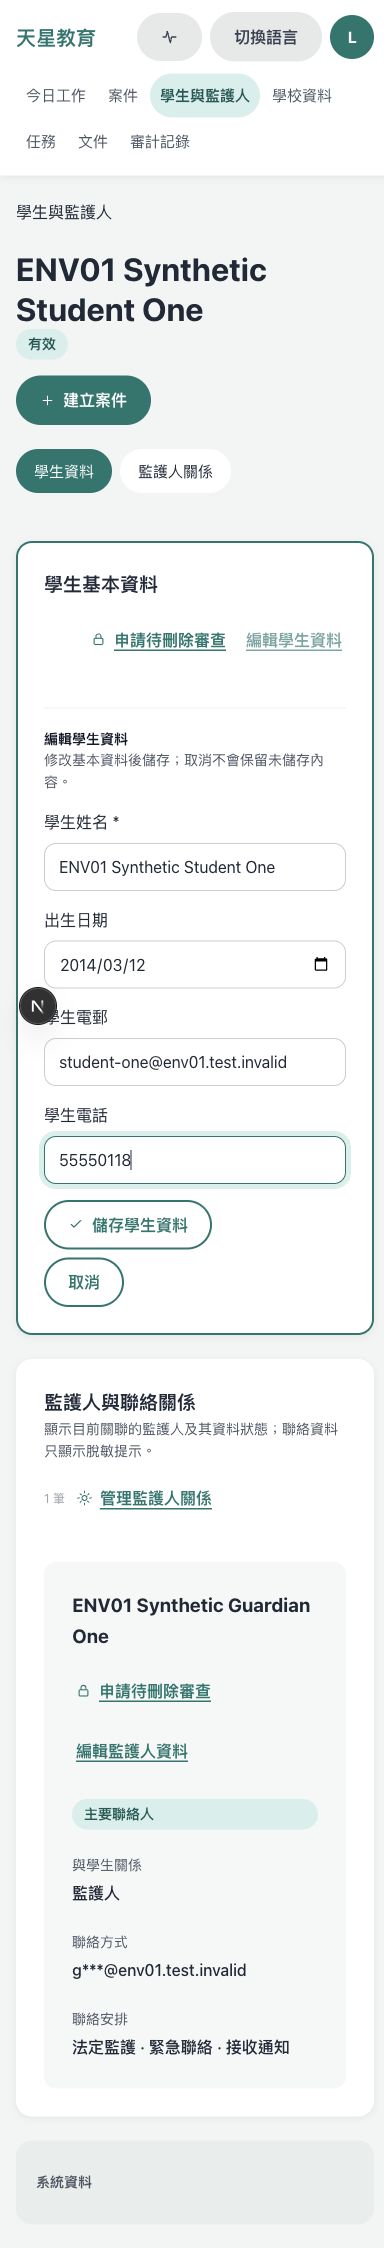 天星教育
切換語言
L
今日工作 案件 學生與監護人 學校資料
任務 文件 審計記錄
學生與監護人
ENV01 Synthetic
Student One
有效
建立案件
學生資料 監護人關係
學生基本資料
申請待刪除審查 編輯學生資料
編輯學生資料
修改基本資料後儲存；取消不會保留未儲存內
容。
學生姓名 *
ENV01 Synthetic Student One
出生日期
2014/03/12
N
學生電郵
student-one@env01.test.invalid
學生電話
55550118
儲存學生資料
取消
監護人與聯絡關係
顯示目前關聯的監護人及其資料狀態；聯絡資料
只顯示脫敏提示。
1 筆 管理監護人關係
ENV01 Synthetic Guardian
One
申請待刪除審查
編輯監護人資料
主要聯絡人
與學生關係
監護人
聯絡方式
g***@env01.test.invalid
聯絡安排
法定監護 · 緊急聯絡 · 接收通知
系統資料